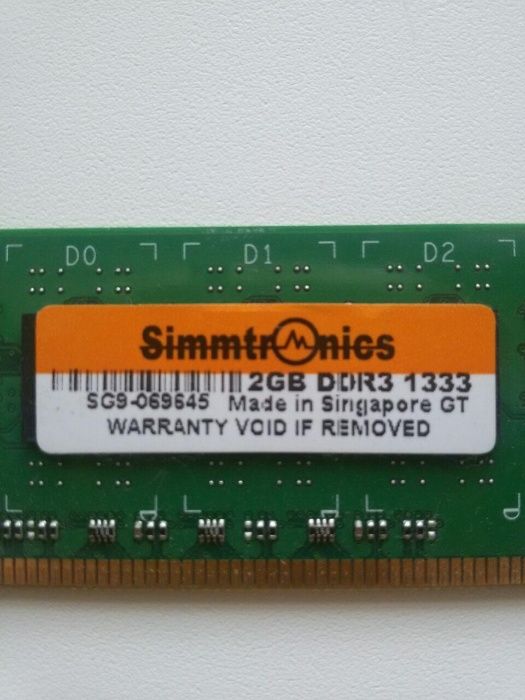 D0 D1 D2
Simmtronics
2GB DDR3 1333
SG9-069645 Made in Singapore GT
WARRANTY VOID IF REMOVED